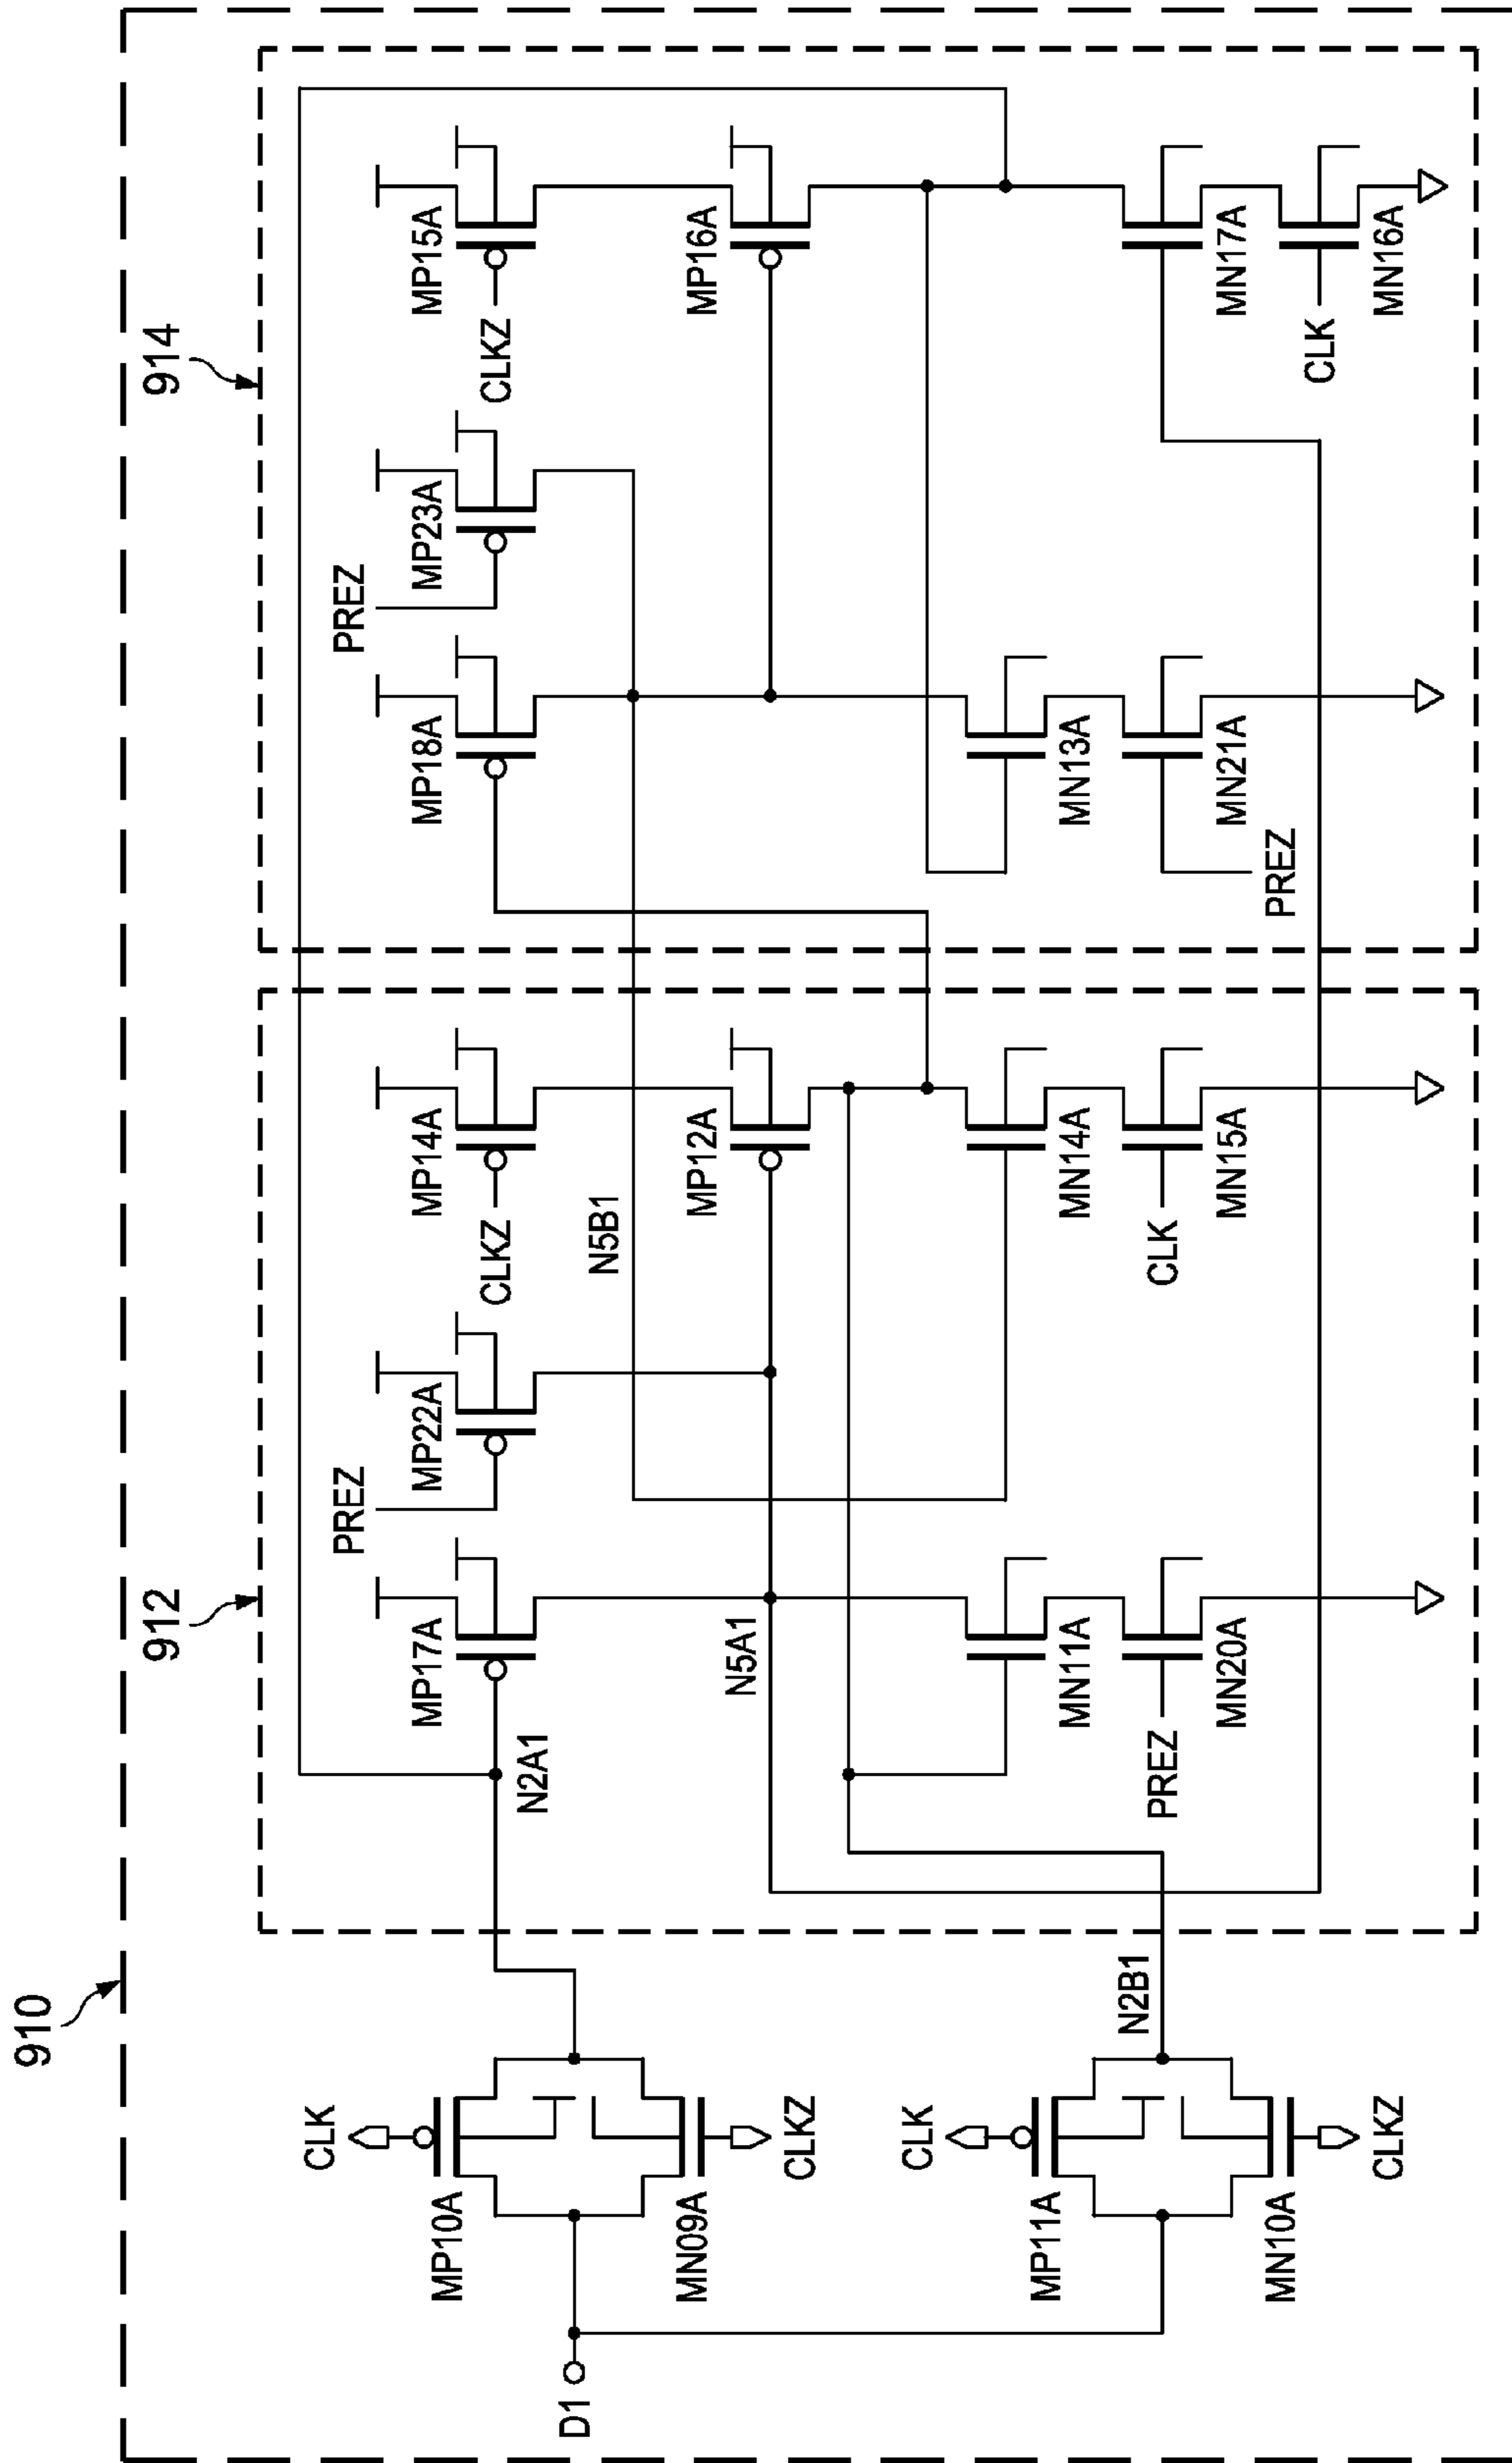 910
912
914
D1
CLK
MP10A
MN09A
CLKZ
CLK
MP11A
MN10A
CLKZ
N2B1
N2A1
MP17A
PREZ
MP22A
CLKZ
MP14A
N5A1
N5B1
MP12A
MN11A
PREZ
MN20A
MN14A
CLK
MN15A
MP18A
PREZ
MP23A
CLKZ
MP15A
MP16A
MN13A
PREZ
MN21A
MN17A
CLK
MN16A